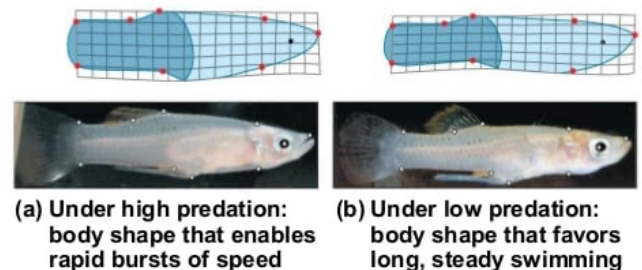 (a) Under high predation:
body shape that enables
rapid bursts of speed
(b) Under low predation:
body shape that favors
long, steady swimming